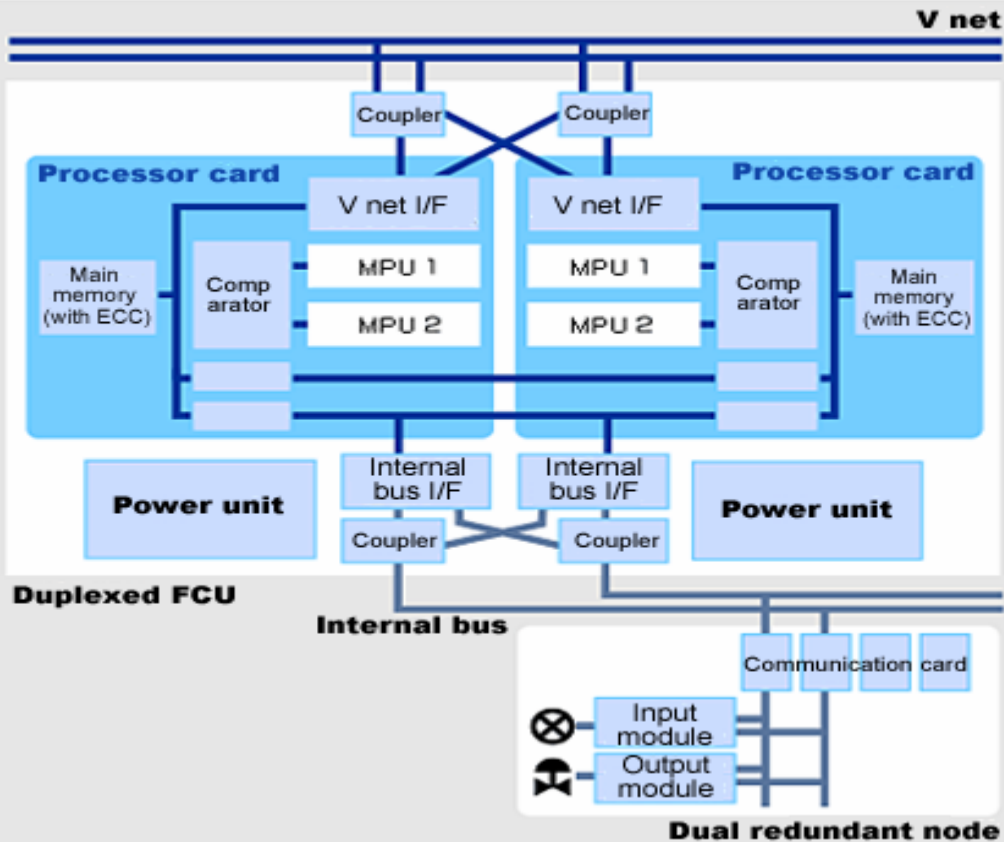 V net
Coupler
Coupler
Processor card
Processor card
V net I/F
V net I/F
MPU 1
MPU 1
Main
memory
(with ECC)
Comp
arator
Comp
arator
Main
memory
(with ECC)
MPU 2
MPU 2
Internal
bus I/F
Internal
bus I/F
Power unit
Power unit
Coupler
Coupler
Duplexed FCU
Internal bus
Communication card
Input
module
Output
module
Dual redundant node